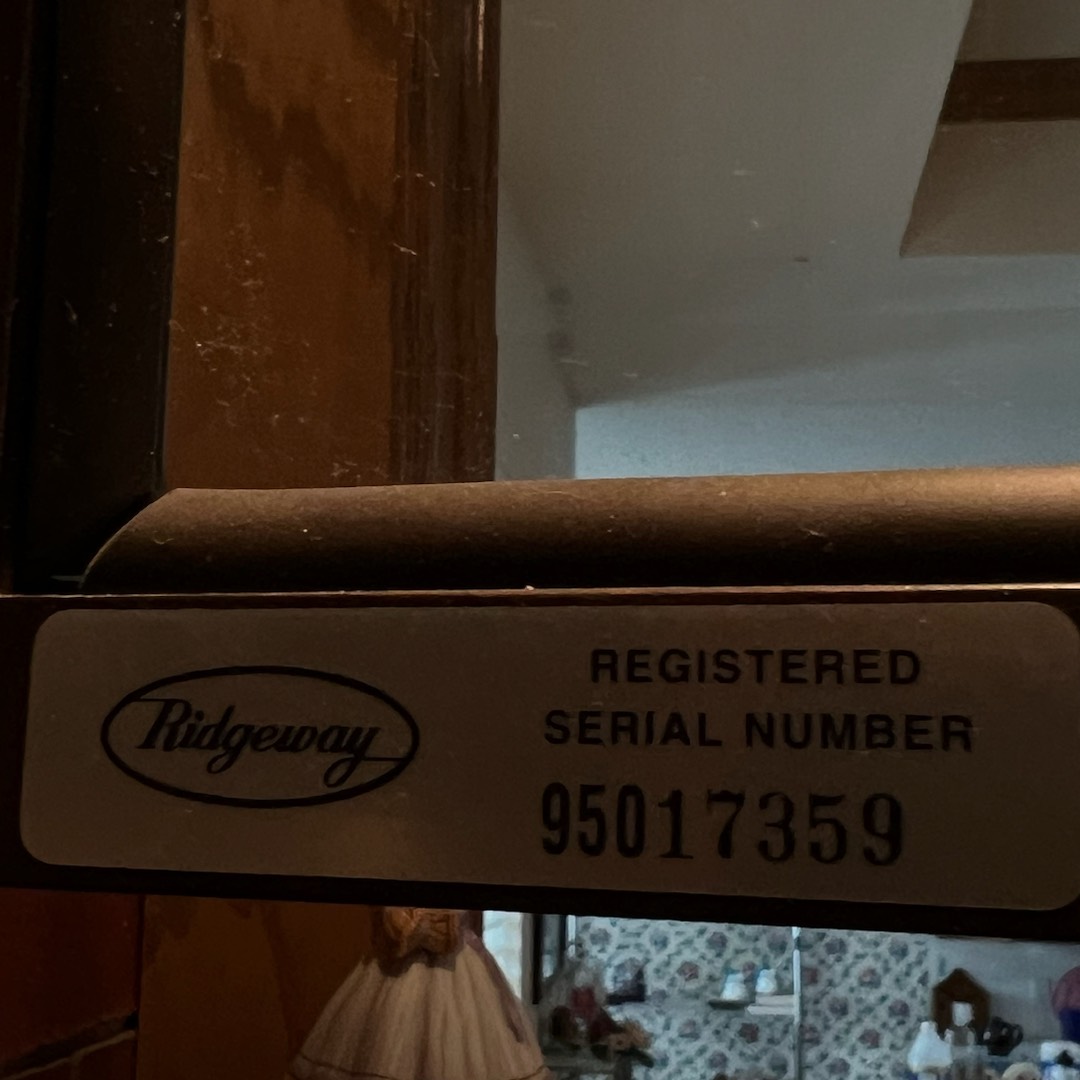 Ridgeway
REGISTERED
SERIAL NUMBER
95017359